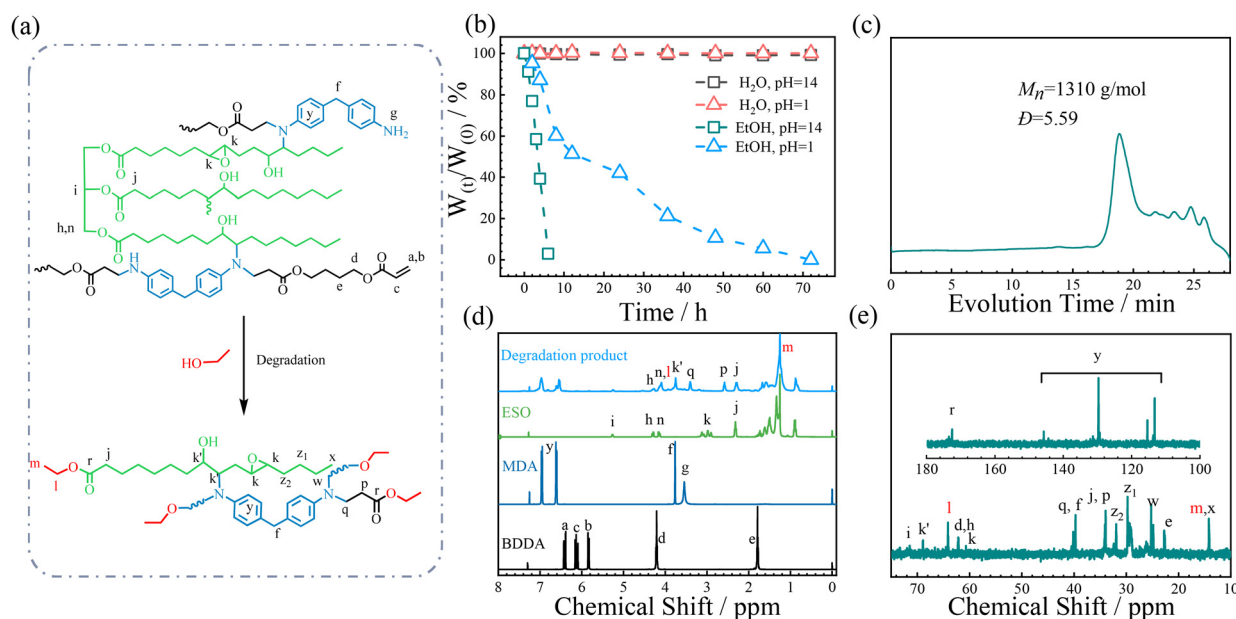 (a)
f
g
y
NH₂
O
O
N
k
O
O
k
O
OH
j
OH
i
O
O
h,n
OH
O
O
H
N
N
d
a,b
O
O
O
O
O
O
e
c
HO
Degradation
OH
k'
k
z₁
x
m
O
r
j
O
l
O
k'
k
z₂
w
p
O
N
N
r
O
O
y
q
O
f
(b)
W(t)/W(0) / %
100
80
60
40
20
0
H₂O, pH=14
H₂O, pH=1
EtOH, pH=14
EtOH, pH=1
0 10 20 30 40 50 60 70
Time / h
(c)
Mn=1310 g/mol
Đ=5.59
0 10 15 20 25
Evolution Time / min
(d)
Degradation product
m
h n,l k' q p j
ESO
i h n k j
MDA
y f g
BDDA
a c b d e
8 7 6 5 4 3 2 1 0
Chemical Shift / ppm
(e)
y
r
180 160 140 120 100
l
i k' d,h k q, f j, p z₂ z₁ w e m,x
70 60 50 40 30 20 10
Chemical Shift / ppm